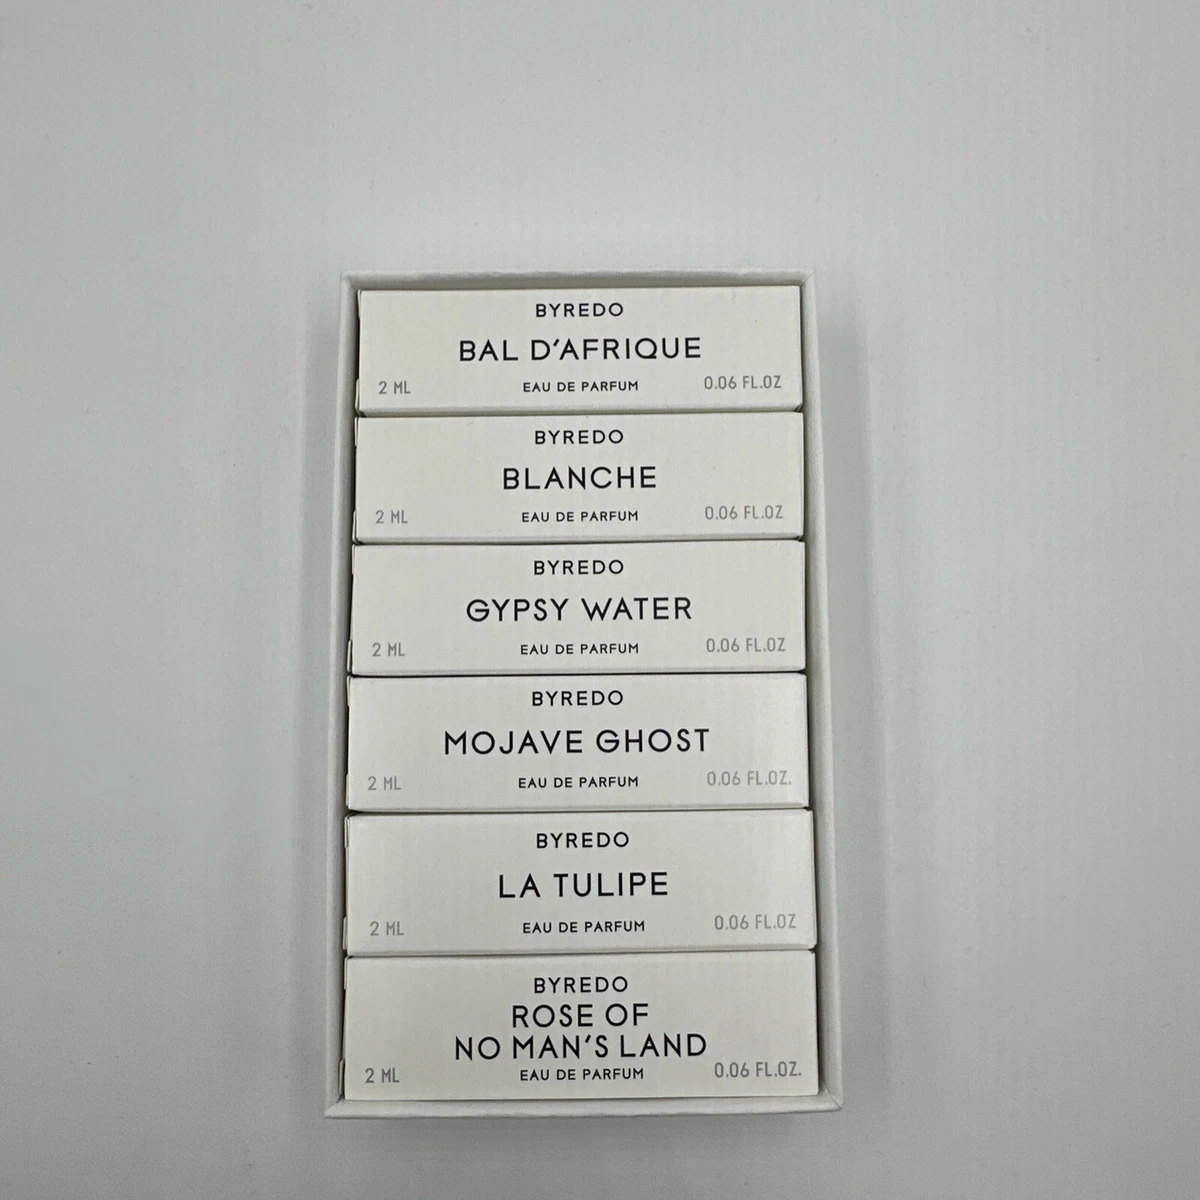 BYREDO
BAL D'AFRIQUE
2 ML EAU DE PARFUM 0.06 FL.OZ
BYREDO
BLANCHE
2 ML EAU DE PARFUM 0.06 FL.OZ
BYREDO
GYPSY WATER
2 ML EAU DE PARFUM 0.06 FL.OZ
BYREDO
MOJAVE GHOST
2 ML EAU DE PARFUM 0.06 FL.OZ.
BYREDO
LA TULIPE
2 ML EAU DE PARFUM 0.06 FL.OZ
BYREDO
ROSE OF
NO MAN'S LAND
2 ML EAU DE PARFUM 0.06 FL.OZ.